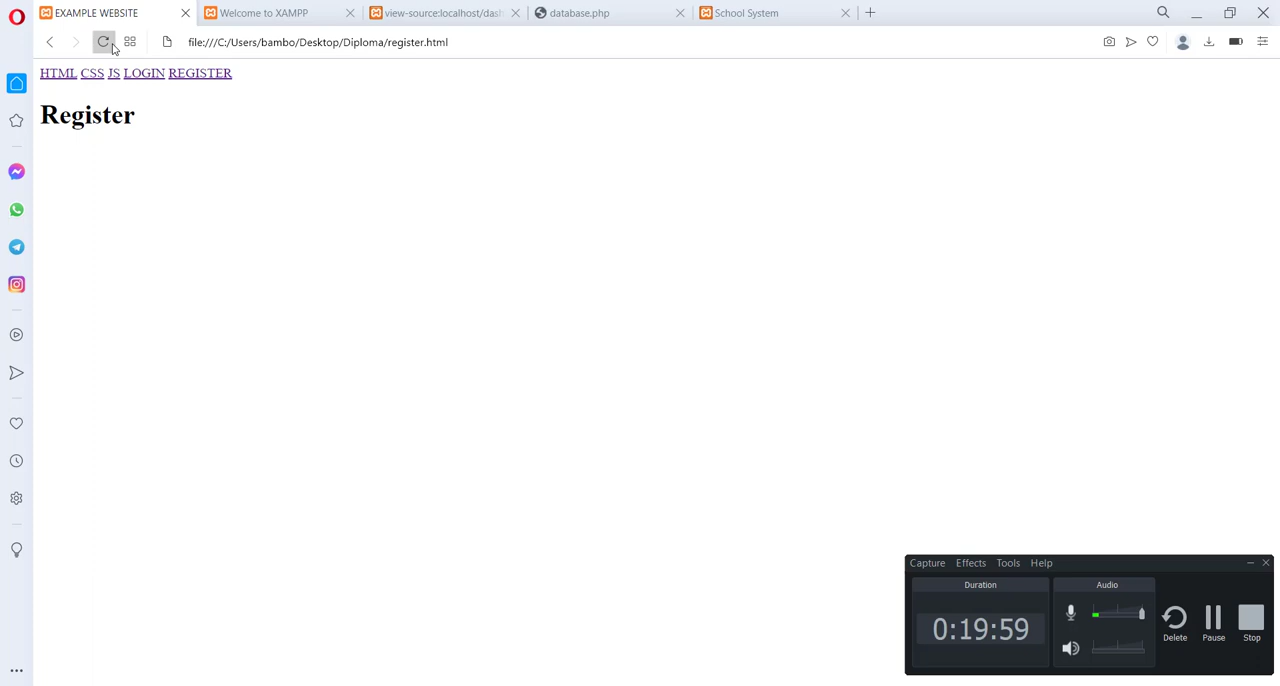 EXAMPLE WEBSITE
Welcome to XAMPP
view-source:localhost/dash
database.php
School System
file:///C:/Users/bambo/Desktop/Diploma/register.html
HTML CSS JS LOGIN REGISTER
Register
Capture Effects Tools Help
Duration
Audio
0:19:59
Delete
Pause
Stop